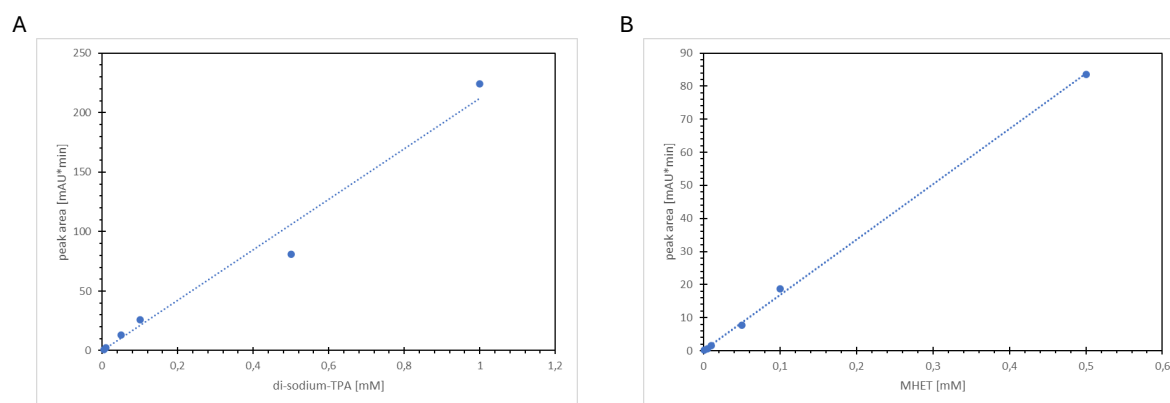 A
250
200
150
100
50
0
peak area [mAU*min]
0 0,2 0,4 0,6 0,8 1 1,2
di-sodium-TPA [mM]
B
90
80
70
60
50
40
30
20
10
0
peak area [mAU*min]
0 0,1 0,2 0,3 0,4 0,5 0,6
MHET [mM]